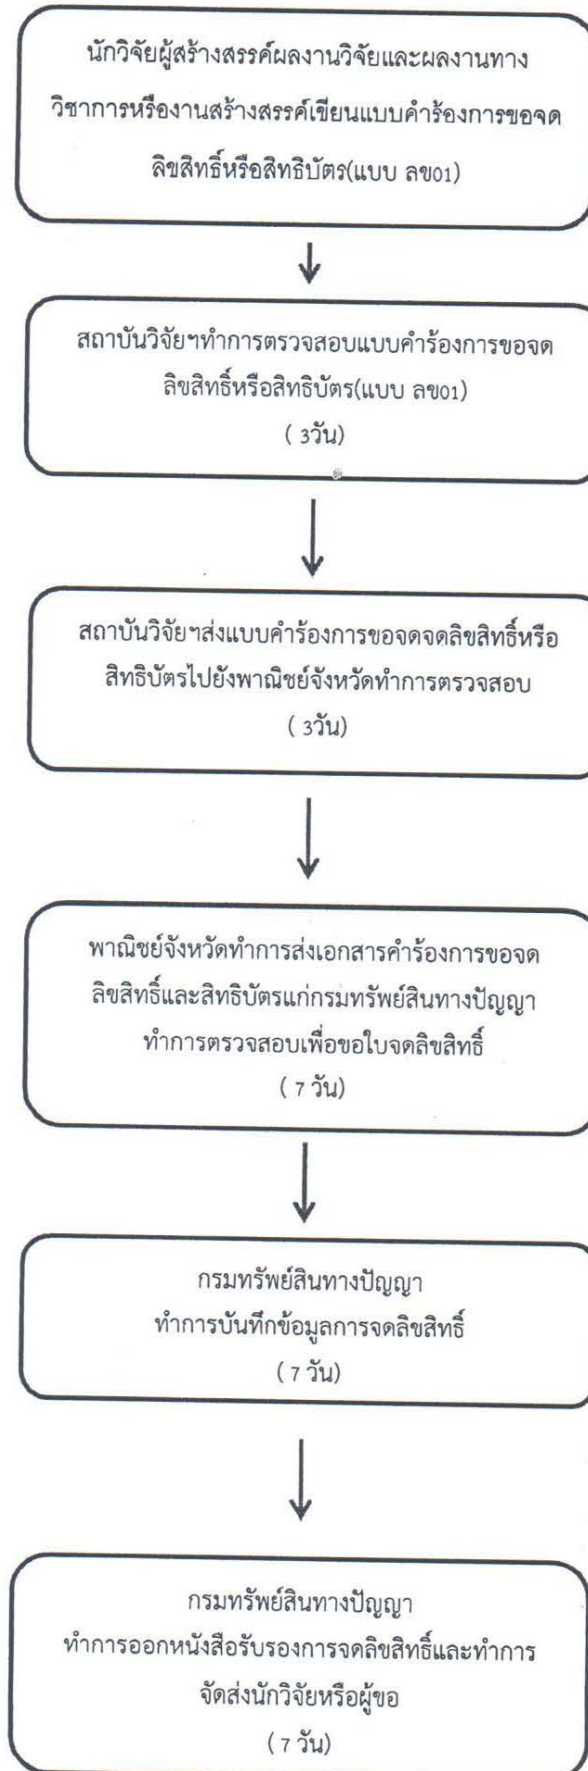 นักวิจัยผู้สร้างสรรค์ผลงานวิจัยและผลงานทาง
วิชาการหรืองานสร้างสรรค์เขียนแบบคำร้องการขอจด
ลิขสิทธิ์หรือสิทธิบัตร(แบบ ลข01)
สถาบันวิจัยฯทำการตรวจสอบแบบคำร้องการขอจด
ลิขสิทธิ์หรือสิทธิบัตร(แบบ ลข01)
( 3วัน)
สถาบันวิจัยฯส่งแบบคำร้องการขอจดจดลิขสิทธิ์หรือ
สิทธิบัตรไปยังพาณิชย์จังหวัดทำการตรวจสอบ
( 3วัน)
พาณิชย์จังหวัดทำการส่งเอกสารคำร้องการขอจด
ลิขสิทธิ์และสิทธิบัตรแก่กรมทรัพย์สินทางปัญญา
ทำการตรวจสอบเพื่อขอใบจดลิขสิทธิ์
( 7 วัน)
กรมทรัพย์สินทางปัญญา
ทำการบันทึกข้อมูลการจดลิขสิทธิ์
( 7 วัน)
กรมทรัพย์สินทางปัญญา
ทำการออกหนังสือรับรองการจดลิขสิทธิ์และทำการ
จัดส่งนักวิจัยหรือผู้ขอ
( 7 วัน)